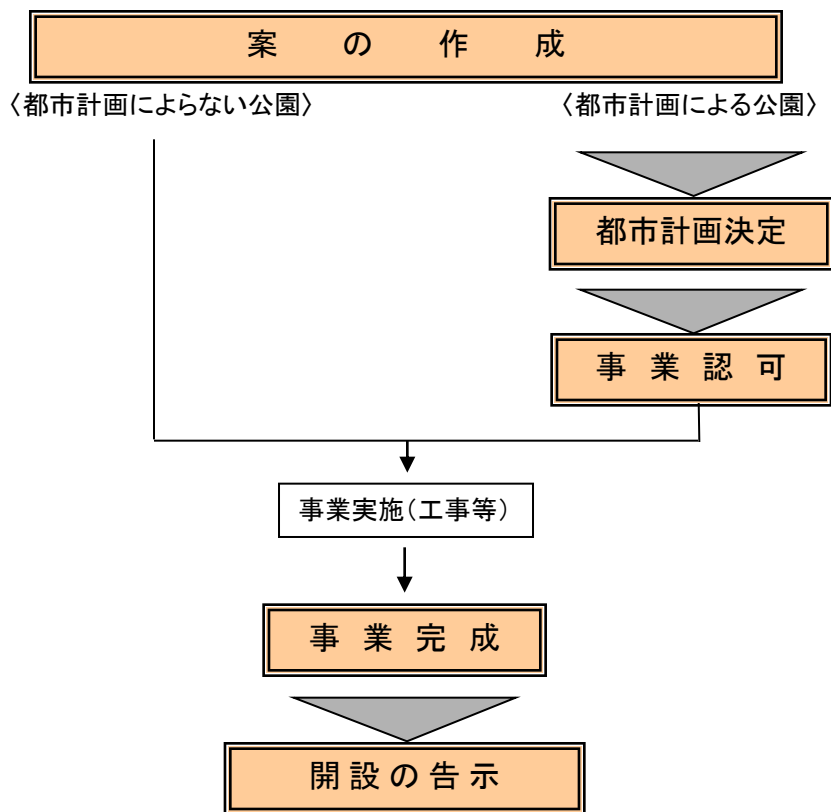 案の作成
〈都市計画によらない公園〉
〈都市計画による公園〉
都市計画決定
事業認可
事業実施（工事等）
事業完成
開設の告示